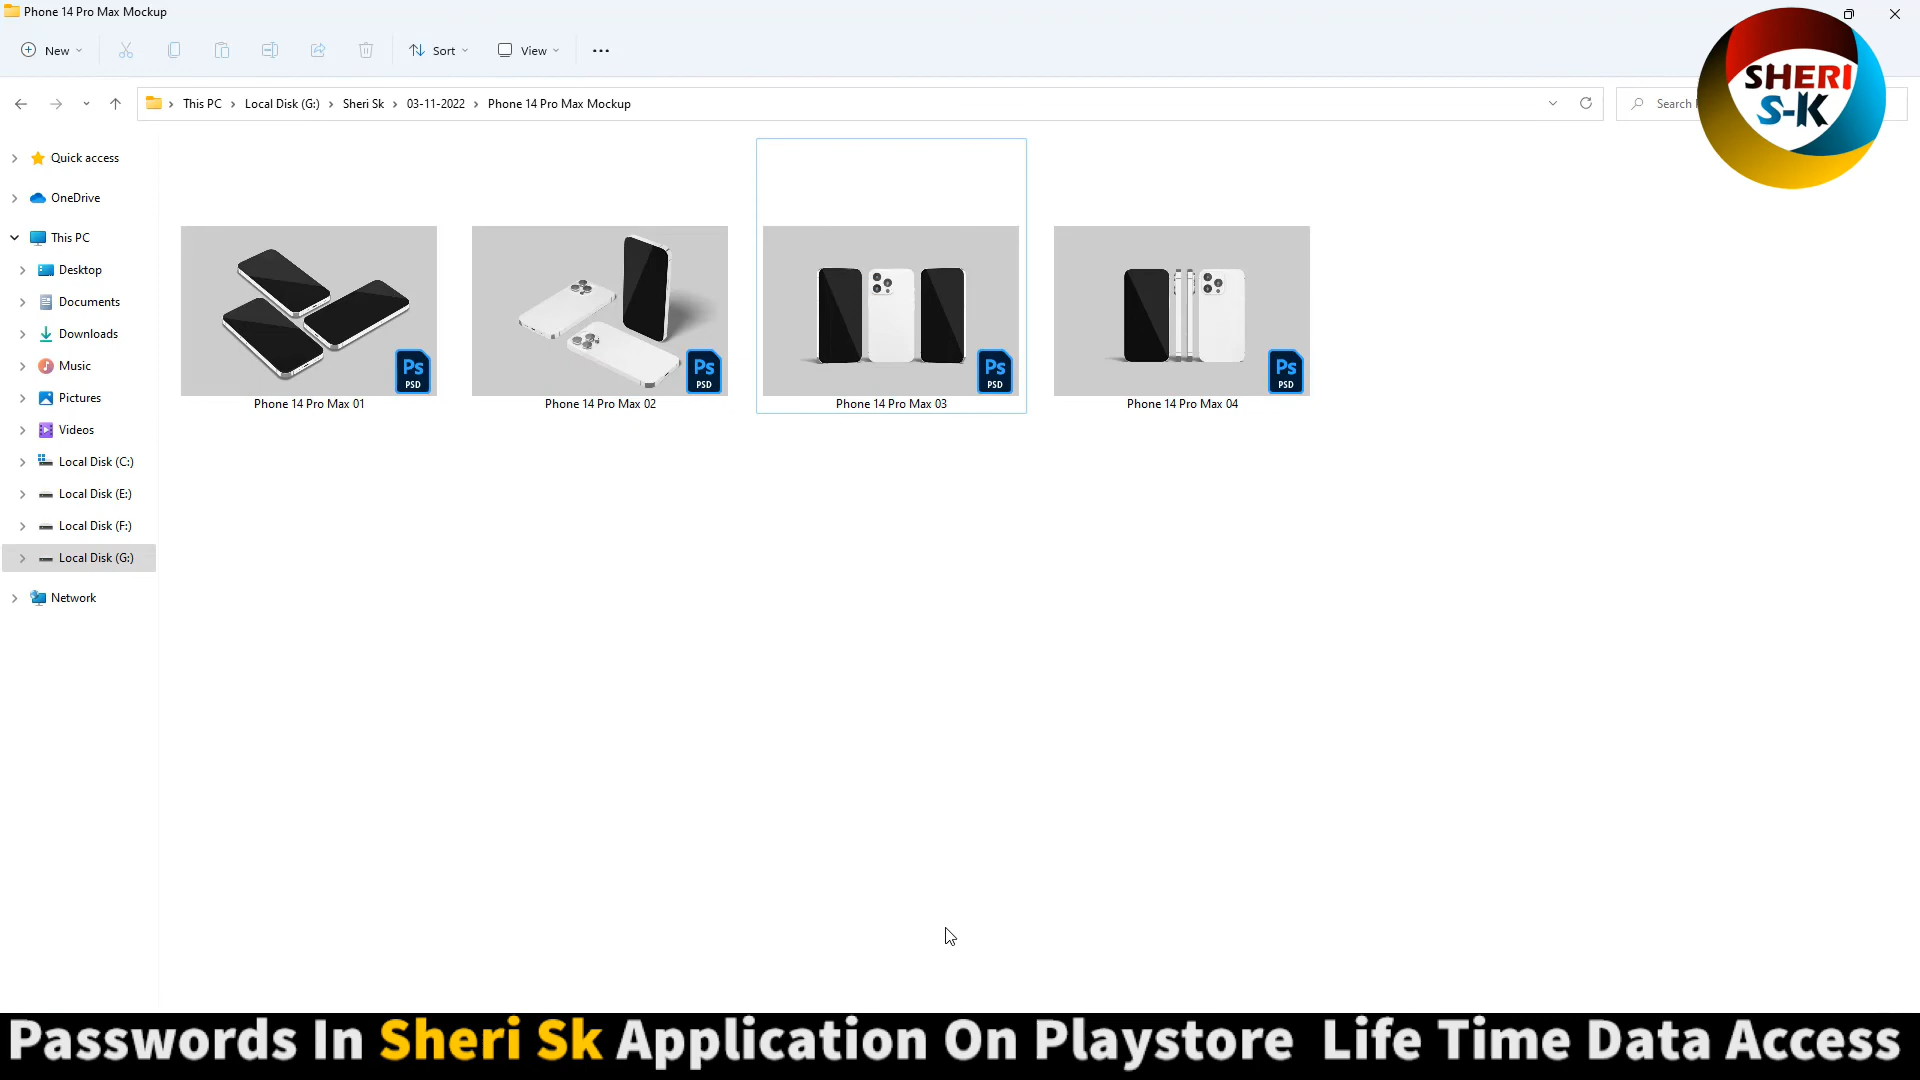 Phone 14 Pro Max Mockup
New
Sort
View
This PC
Local Disk (G:)
Sheri Sk
03-11-2022
Phone 14 Pro Max Mockup
Search
SHERI
S-K
Quick access
OneDrive
This PC
Desktop
Documents
Downloads
Music
Pictures
Videos
Local Disk (C:)
Local Disk (E:)
Local Disk (F:)
Local Disk (G:)
Network
Ps
PSD
Phone 14 Pro Max 01
Ps
PSD
Phone 14 Pro Max 02
Ps
PSD
Phone 14 Pro Max 03
Ps
PSD
Phone 14 Pro Max 04
Passwords In Sheri Sk Application On Playstore Life Time Data Access